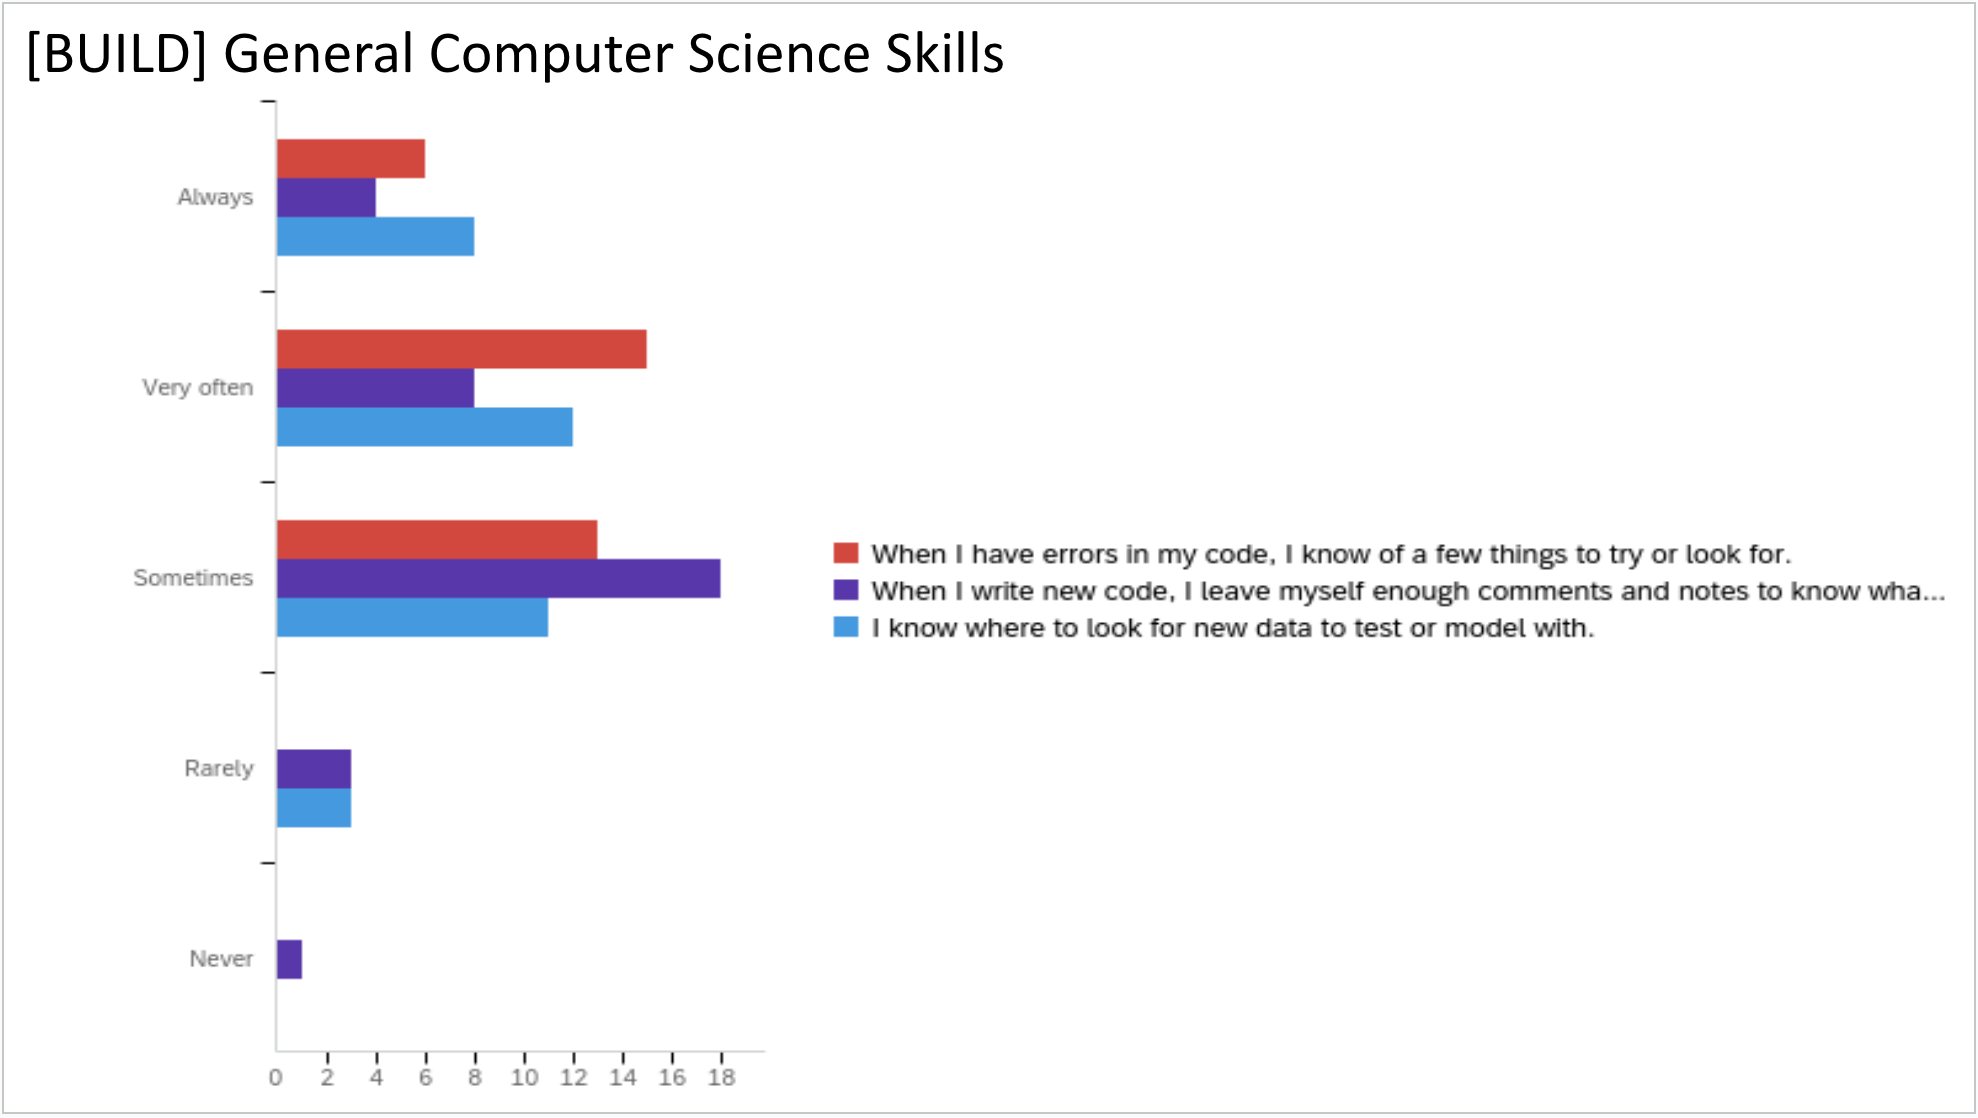 [BUILD] General Computer Science Skills
Always
Very often
Sometimes
Rarely
Never
When I have errors in my code, I know of a few things to try or look for.
When I write new code, I leave myself enough comments and notes to know wha...
I know where to look for new data to test or model with.
0 2 4 6 8 10 12 14 16 18